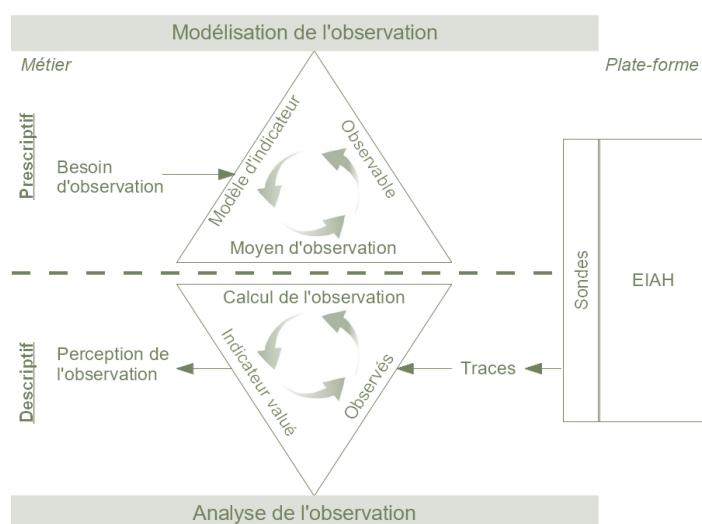 Modélisation de l'observation
Métier
Plate-forme
Prescriptif
Besoin
d'observation
Modèle d'indicateur
Observable
Moyen d'observation
Sondes
EIAH
Calcul de l'observation
Descriptif
Perception de
l'observation
Indicateur valué
Observés
Traces
Analyse de l'observation